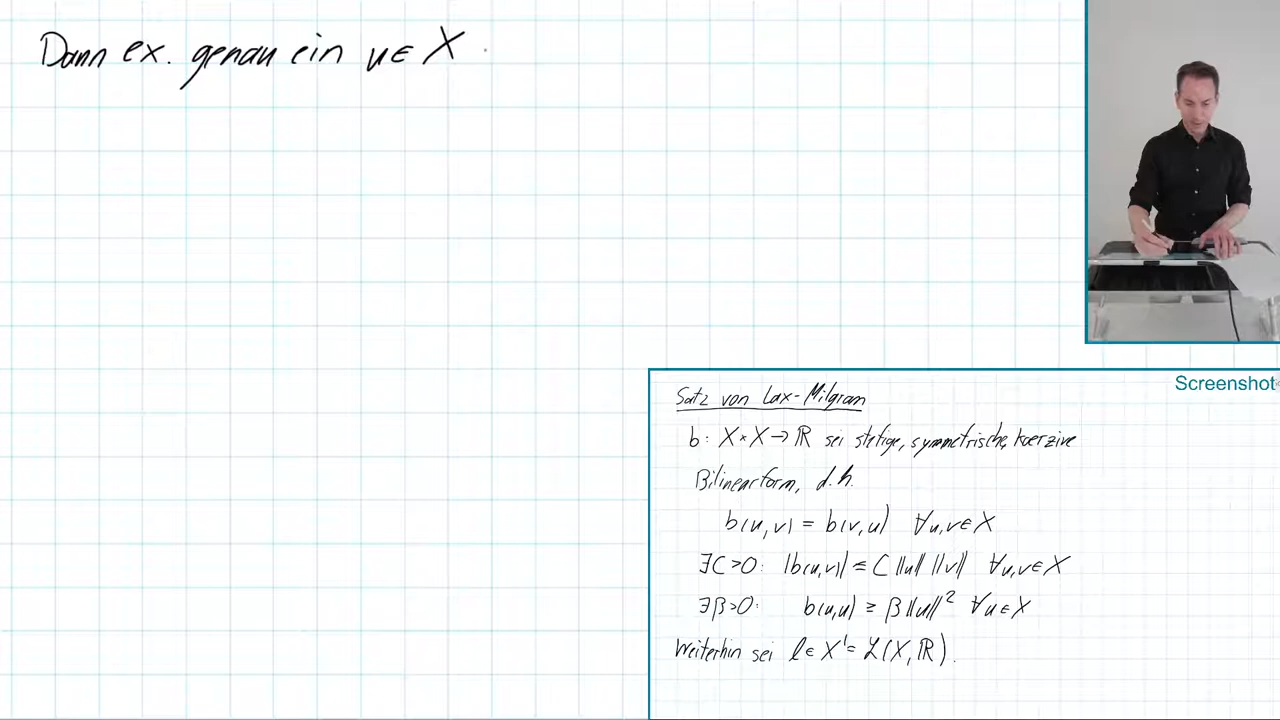 Dann ex. genau ein u ∈ X
Screenshot
Satz von Lax-Milgram
b: X × X → ℝ sei stetige, symmetrische, koerzive
Bilinearform, d.h.
b(u,v) = b(v,u) ∀u,v ∈ X
∃C>0: |b(u,v)| ≤ C ||u|| ||v|| ∀u,v ∈ X
∃β>0: b(u,u) ≥ β ||u||² ∀u ∈ X
Weiterhin sei l ∈ X' = ℒ(X,ℝ).